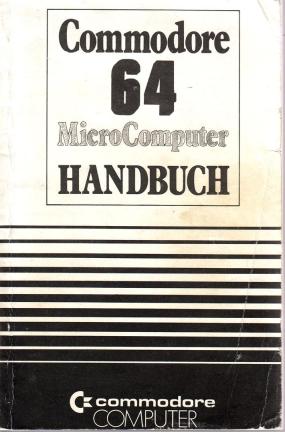 Commodore
64
MicroComputer
HANDBUCH
commodore
COMPUTER